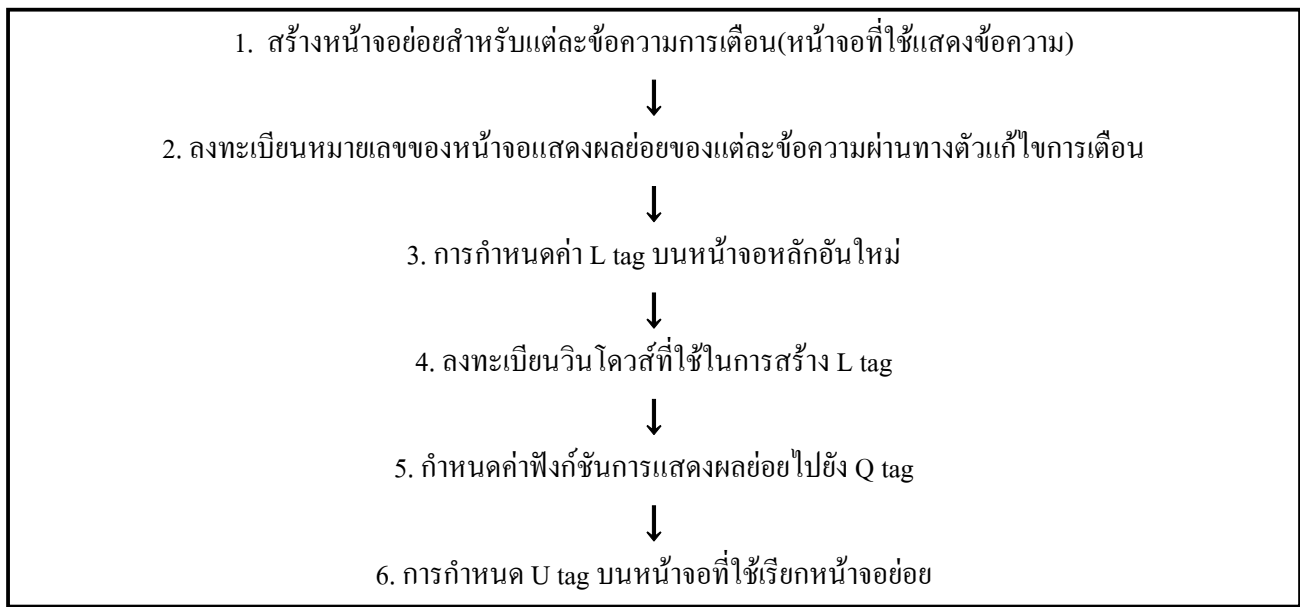 1. สร้างหน้าจอย่อยสำหรับแต่ละข้อความการเตือน(หน้าจอที่ใช้แสดงข้อความ)
↓
2. ลงทะเบียนหมายเลขของหน้าจอแสดงผลย่อยของแต่ละข้อความผ่านทางตัวแก้ไขการเตือน
↓
3. การกำหนดค่า L tag บนหน้าจอหลักอันใหม่
↓
4. ลงทะเบียนวินโดวส์ที่ใช้ในการสร้าง L tag
↓
5. กำหนดค่าฟังก์ชันการแสดงผลย่อยไปยัง Q tag
↓
6. การกำหนด U tag บนหน้าจอที่ใช้เรียกหน้าจอย่อย